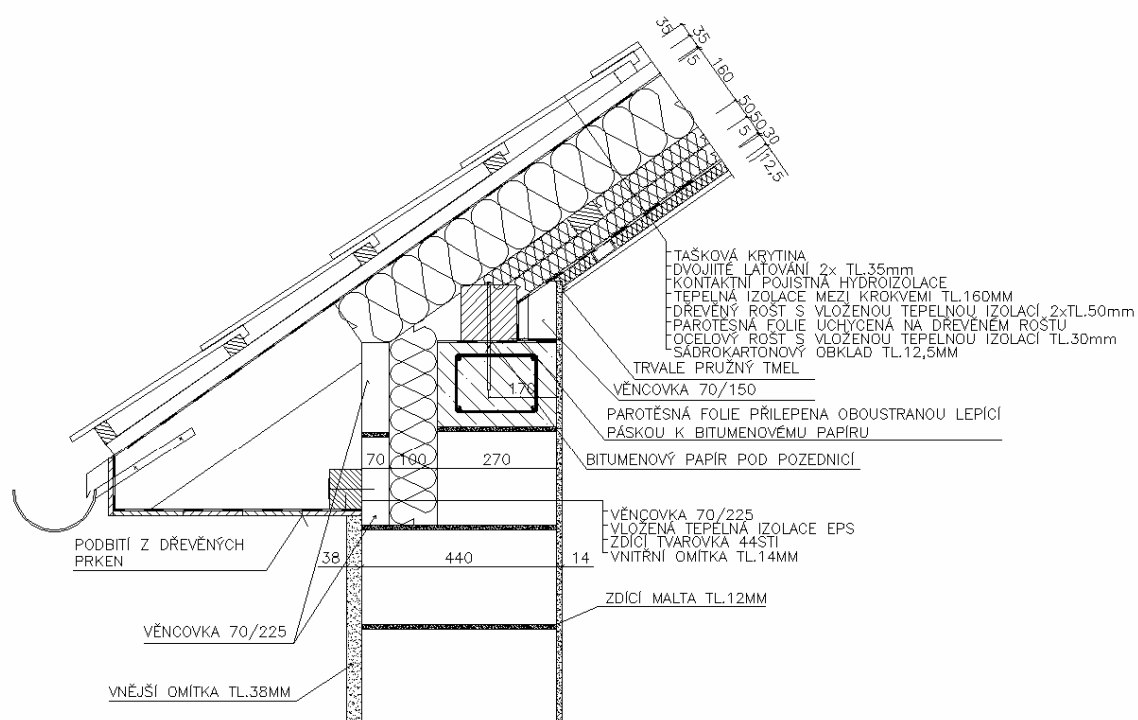 35
35
5
160
50
50
5
30
12,5
TAŠKOVÁ KRYTINA
DVOJITÉ LAŤOVÁNÍ 2x TL.35mm
KONTAKTNÍ POJISTNÁ HYDROIZOLACE
TEPELNÁ IZOLACE MEZI KROKVEMI TL.160MM
DŘEVĚNÝ ROŠT S VLOŽENOU TEPELNOU IZOLACÍ 2xTL.50mm
PAROTĚSNÁ FOLIE UCHYCENÁ NA DŘEVĚNÉM ROŠTU
OCELOVÝ ROŠT S VLOŽENOU TEPELNOU IZOLACÍ TL.30mm
SÁDROKARTONOVÝ OBKLAD TL.12,5MM
TRVALE PRUŽNÝ TMEL
VĚNCOVKA 70/150
170
PAROTĚSNÁ FOLIE PŘILEPENA OBOUSTRANOU LEPÍCÍ
PÁSKOU K BITUMENOVÉMU PAPÍRU
BITUMENOVÝ PAPÍR POD POZEDNICÍ
70 100 270
VĚNCOVKA 70/225
VLOŽENÁ TEPELNÁ IZOLACE EPS
ZDÍCÍ TVAROVKA 44STI
VNITŘNÍ OMÍTKA TL.14MM
PODBITÍ Z DŘEVĚNÝCH
PRKEN
38 440 14
ZDÍCÍ MALTA TL.12MM
VĚNCOVKA 70/225
VNĚJŠÍ OMÍTKA TL.38MM